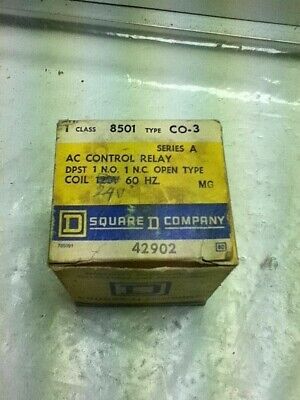 1 CLASS 8501 TYPE CO-3
SERIES A
AC CONTROL RELAY
DPST 1 N.O. 1 N.C. OPEN TYPE
COIL 120V 60 HZ.
24V
MG
D SQUARE D COMPANY
42902